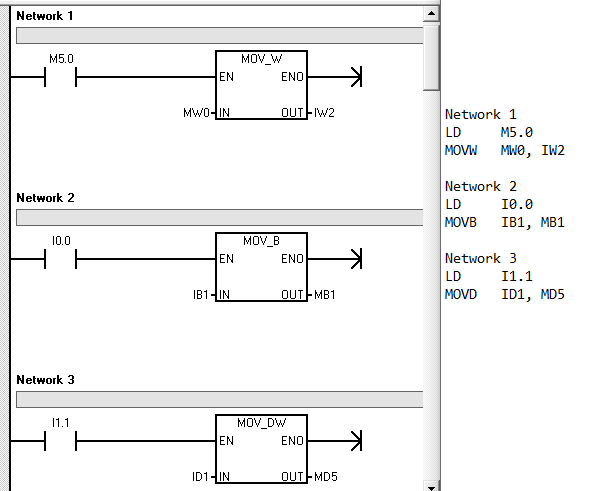 Network 1
M5.0
MOV_W
EN ENO
MW0 IN OUT IW2
Network 2
I0.0
MOV_B
EN ENO
IB1 IN OUT MB1
Network 3
I1.1
MOV_DW
EN ENO
ID1 IN OUT MD5
Network 1
LD M5.0
MOVW MW0, IW2
Network 2
LD I0.0
MOVB IB1, MB1
Network 3
LD I1.1
MOVD ID1, MD5